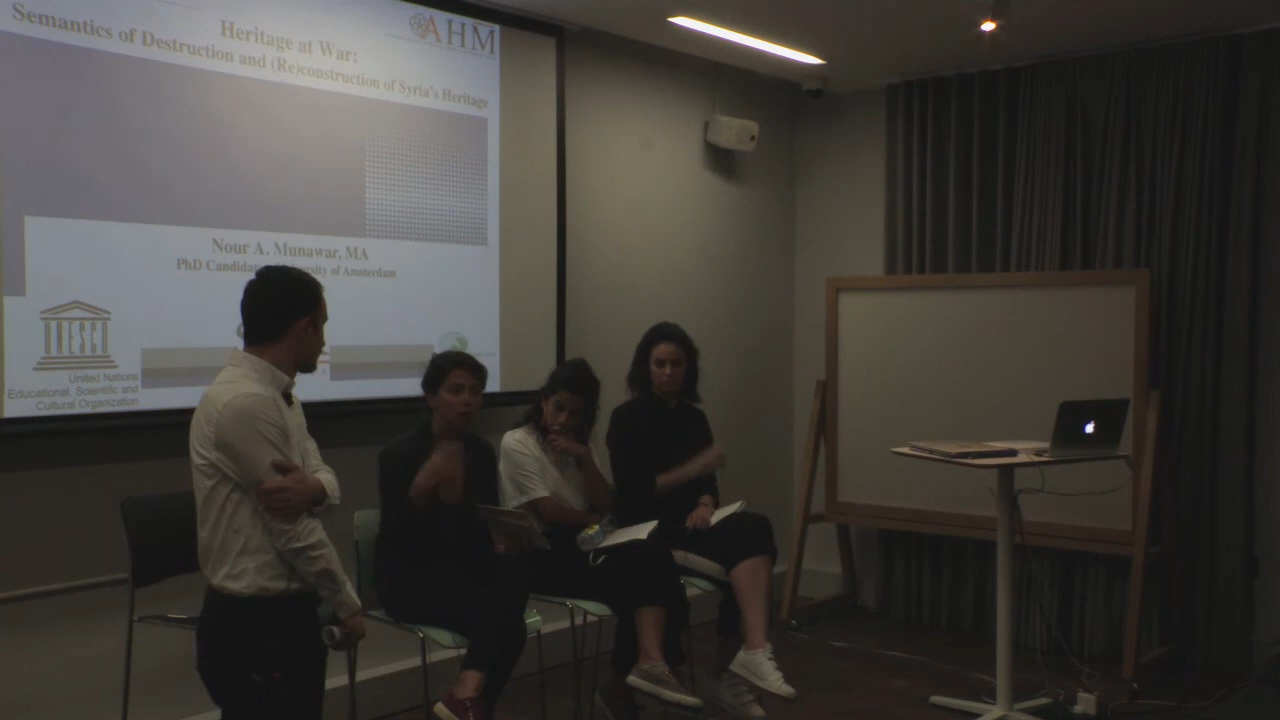 AHM
Heritage at War:
Semantics of Destruction and (Re)construction of Syria's Heritage
Nour A. Munawar, MA
PhD Candidate University of Amsterdam
UNESCO
United Nations
Educational, Scientific and
Cultural Organization